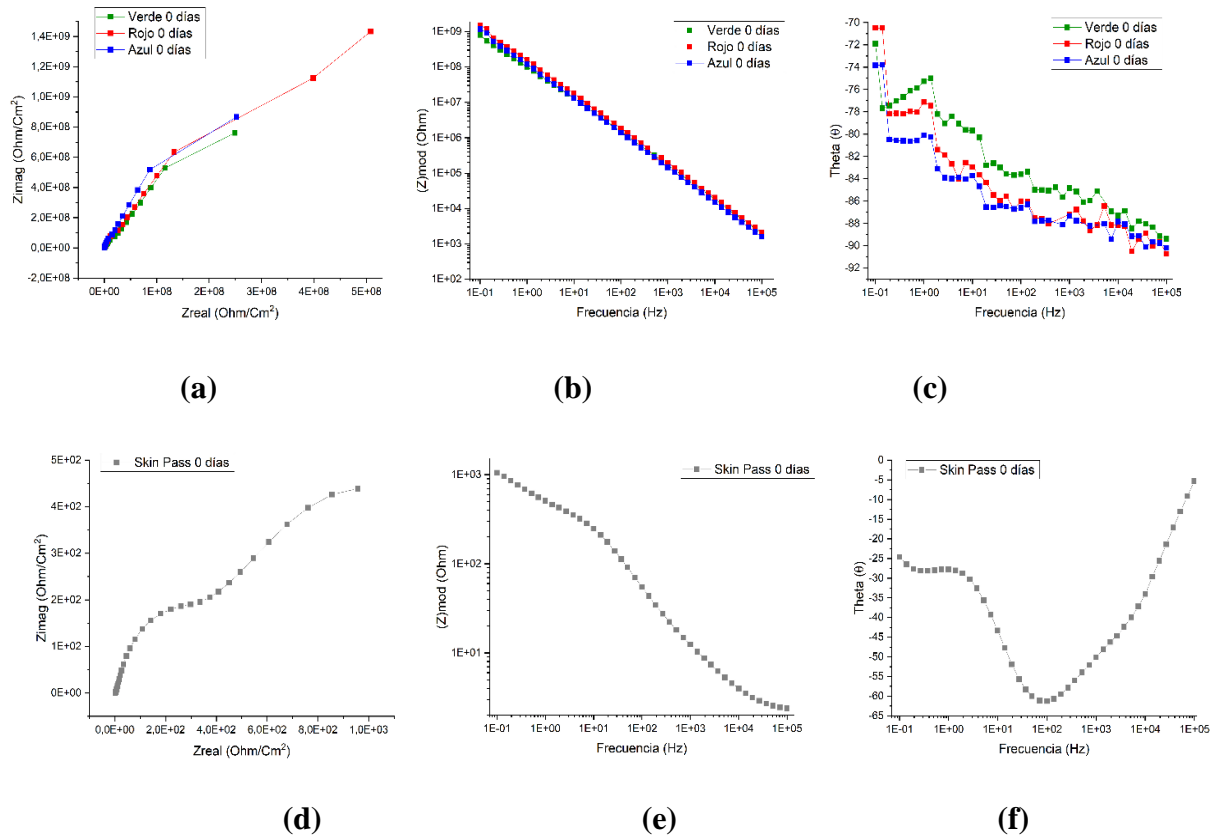 Verde 0 días
Rojo 0 días
Azul 0 días
1,4E+09
1,2E+09
1,0E+09
8,0E+08
6,0E+08
4,0E+08
2,0E+08
0,0E+00
-2,0E+08
Zimag (Ohm/Cm²)
0E+00 1E+08 2E+08 3E+08 4E+08 5E+08
Zreal (Ohm/Cm²)
Verde 0 días
Rojo 0 días
Azul 0 días
1E+09
1E+08
1E+07
1E+06
1E+05
1E+04
1E+03
1E+02
(Z)mod (Ohm)
1E-01 1E+00 1E+01 1E+02 1E+03 1E+04 1E+05
Frecuencia (Hz)
Verde 0 días
Rojo 0 días
Azul 0 días
-70
-72
-74
-76
-78
-80
-82
-84
-86
-88
-90
-92
Theta (θ)
1E-01 1E+00 1E+01 1E+02 1E+03 1E+04 1E+05
Frecuencia (Hz)
(a) (b) (c)
Skin Pass 0 días
5E+02
4E+02
3E+02
2E+02
1E+02
0E+00
Zimag (Ohm/Cm²)
0,0E+00 2,0E+02 4,0E+02 6,0E+02 8,0E+02 1,0E+03
Zreal (Ohm/Cm²)
Skin Pass 0 días
1E+03
1E+02
1E+01
(Z)mod (Ohm)
1E-01 1E+00 1E+01 1E+02 1E+03 1E+04 1E+05
Frecuencia (Hz)
Skin Pass 0 días
0
-5
-10
-15
-20
-25
-30
-35
-40
-45
-50
-55
-60
-65
Theta (θ)
1E-01 1E+00 1E+01 1E+02 1E+03 1E+04 1E+05
Frecuencia (Hz)
(d) (e) (f)